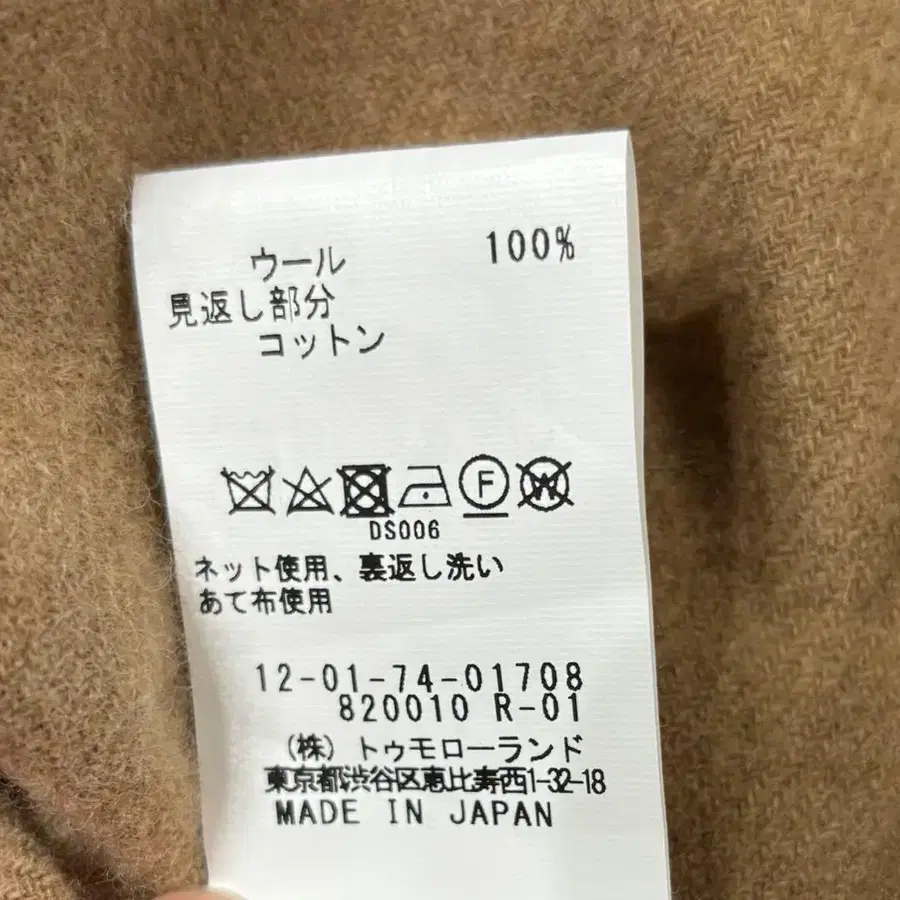 ウール 100%
見返し部分
コットン
F
W
DS006
ネット使用、裏返し洗い
あて布使用
12-01-74-01708
820010 R-01
(株) トゥモローランド
東京都渋谷区恵比寿西1-32-18
MADE IN JAPAN